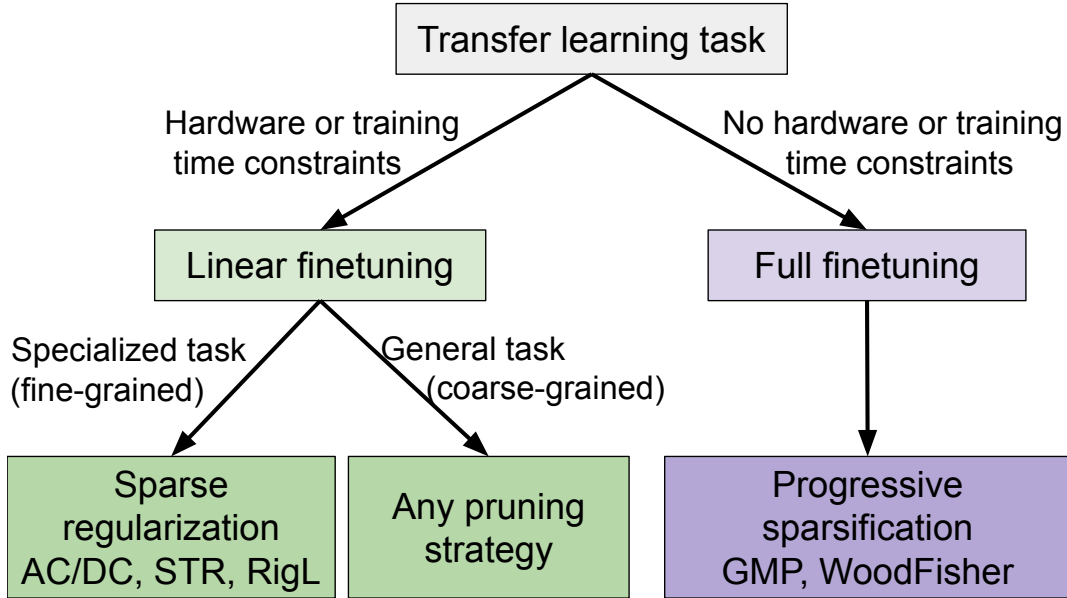 Transfer learning task
Hardware or training
time constraints
No hardware or training
time constraints
Linear finetuning
Full finetuning
Specialized task
(fine-grained)
General task
(coarse-grained)
Sparse
regularization
AC/DC, STR, RigL
Any pruning
strategy
Progressive
sparsification
GMP, WoodFisher